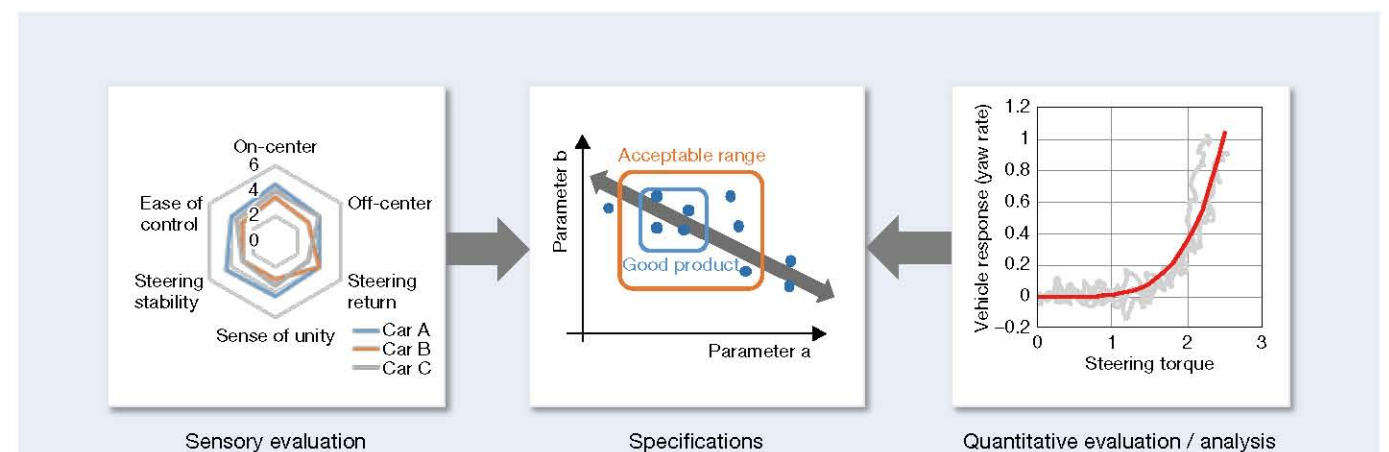 On-center
6
4
2
0
Ease of
control
Off-center
Steering
stability
Steering
return
Sense of unity
Car A
Car B
Car C
Sensory evaluation
Parameter b
Acceptable range
Good product
Parameter a
Specifications
Vehicle response (yaw rate)
1.2
1
0.8
0.6
0.4
0.2
0
−0.2
0
1
2
3
Steering torque
Quantitative evaluation / analysis